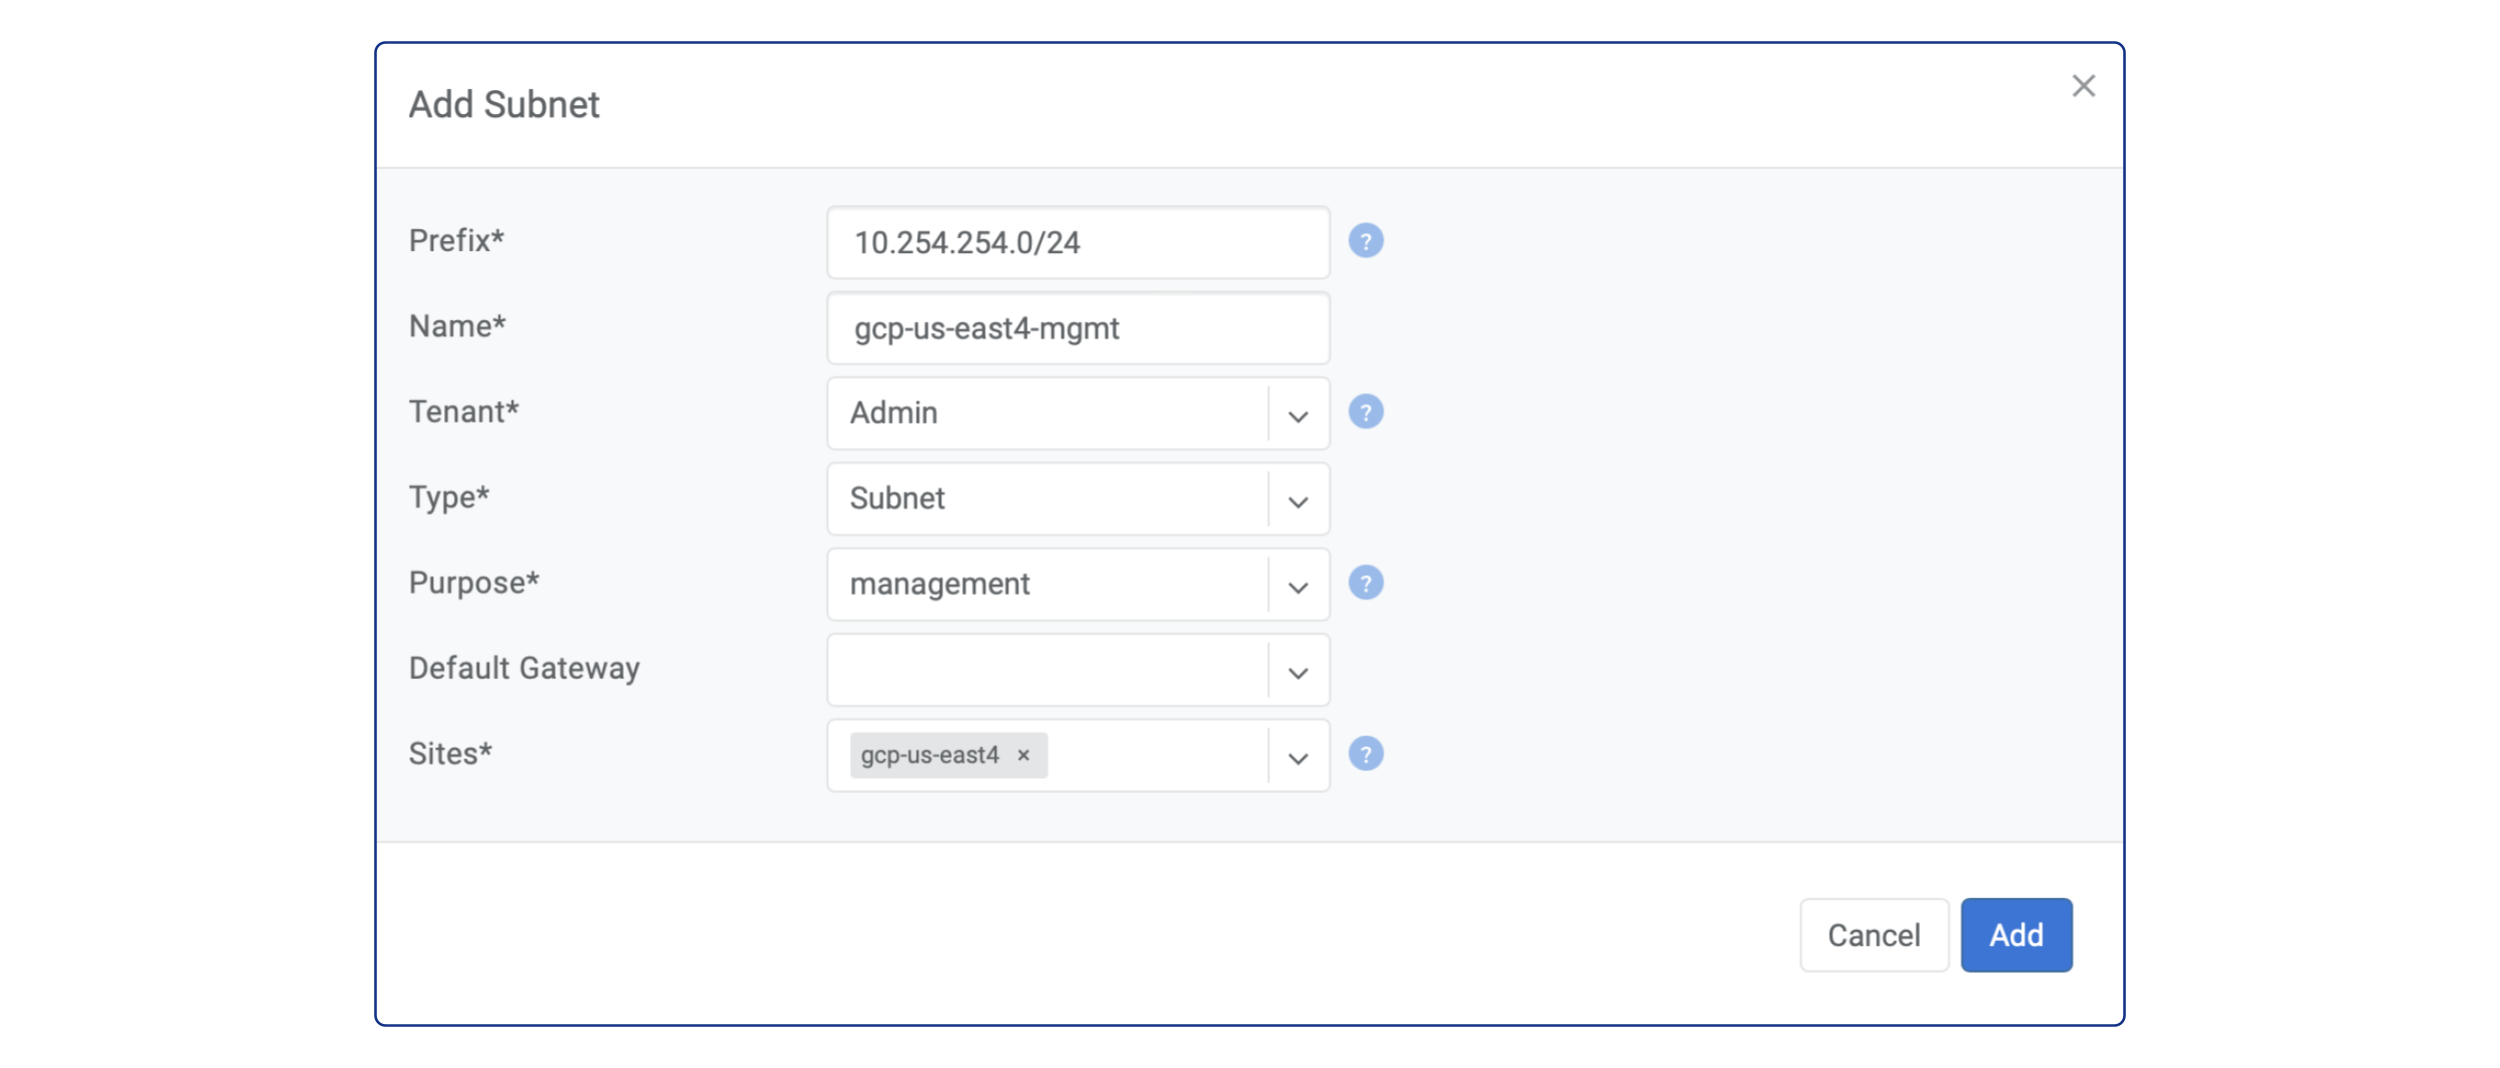 Add Subnet
Prefix* 10.254.254.0/24 ?
Name* gcp-us-east4-mgmt
Tenant* Admin ?
Type* Subnet
Purpose* management ?
Default Gateway
Sites* gcp-us-east4 × ?
Cancel Add